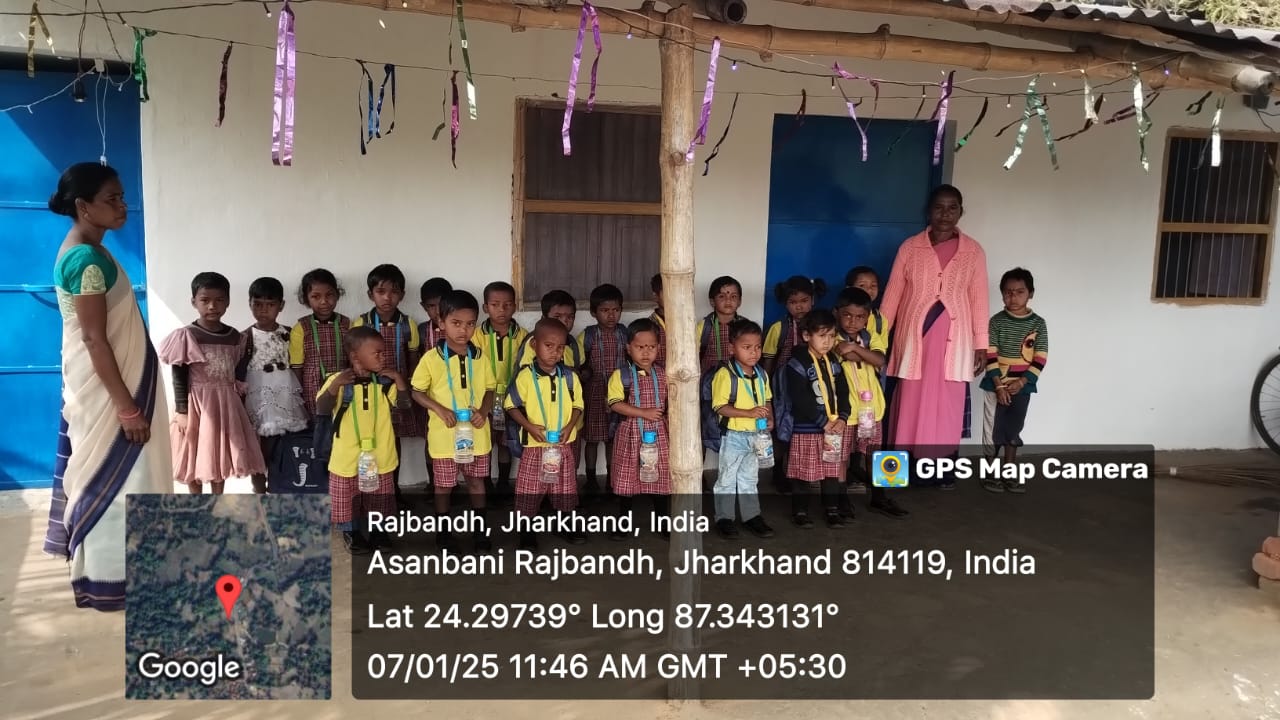 GPS Map Camera
Rajbandh, Jharkhand, India
Asanbani Rajbandh, Jharkhand 814119, India
Lat 24.29739° Long 87.343131°
07/01/25 11:46 AM GMT +05:30
Google